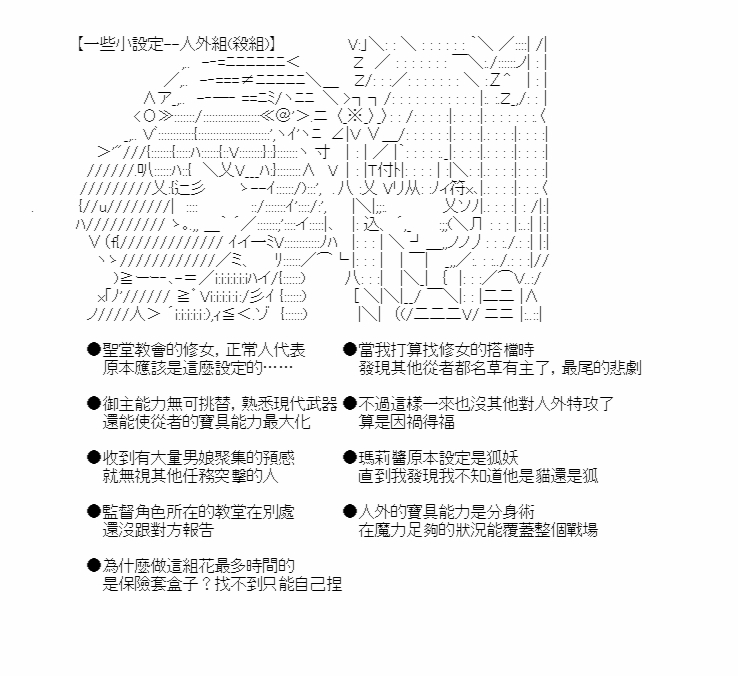 【一些小設定--人外組(殺組)】
●聖堂教會的修女, 正常人代表
原本應該是這麼設定的⋯⋯
●御主能力無可挑替, 熟悉現代武器
還能使從者的寶具能力最大化
●收到有大量男娘聚集的預感
就無視其他任務突擊的人
●監督角色所在的教堂在別處
還沒跟對方報告
●為什麼做這組花最多時間的
是保險套盒子？找不到只能自己捏
●當我打算找修女的搭檔時
發現其他從者都名草有主了, 最尾的悲劇
●不過這樣一來也沒其他對人外特攻了
算是因禍得福
●瑪莉醬原本設定是狐妖
直到我發現我不知道他是貓還是狐
●人外的寶具能力是分身術
在魔力足夠的狀況能覆蓋整個戰場